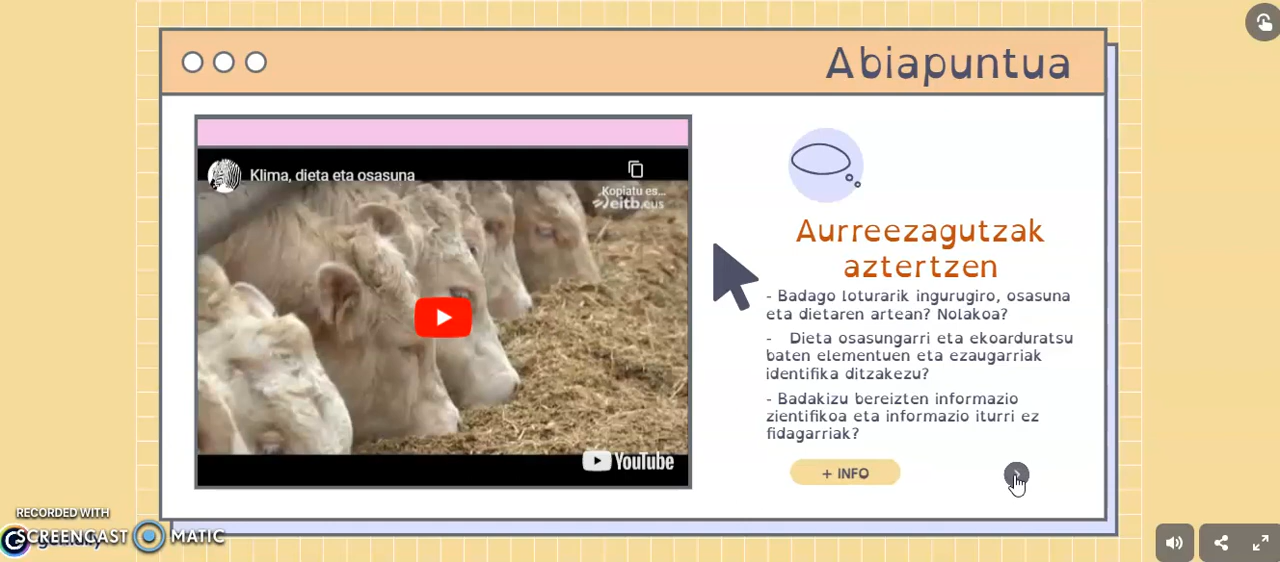 Abiapuntua
Klima, dieta eta osasuna
Kopiatu es...
eitb.eus
YouTube
Aurreezagutzak
aztertzen
- Badago loturarik ingurugiro, osasuna
eta dietaren artean? Nolakoa?
- Dieta osasungarri eta ekoarduratsu
baten elementuen eta ezaugarriak
identifika ditzakezu?
- Badakizu bereizten informazio
zientifikoa eta informazio iturri ez
fidagarriak?
+ INFO
RECORDED WITH
SCREENCAST MATIC